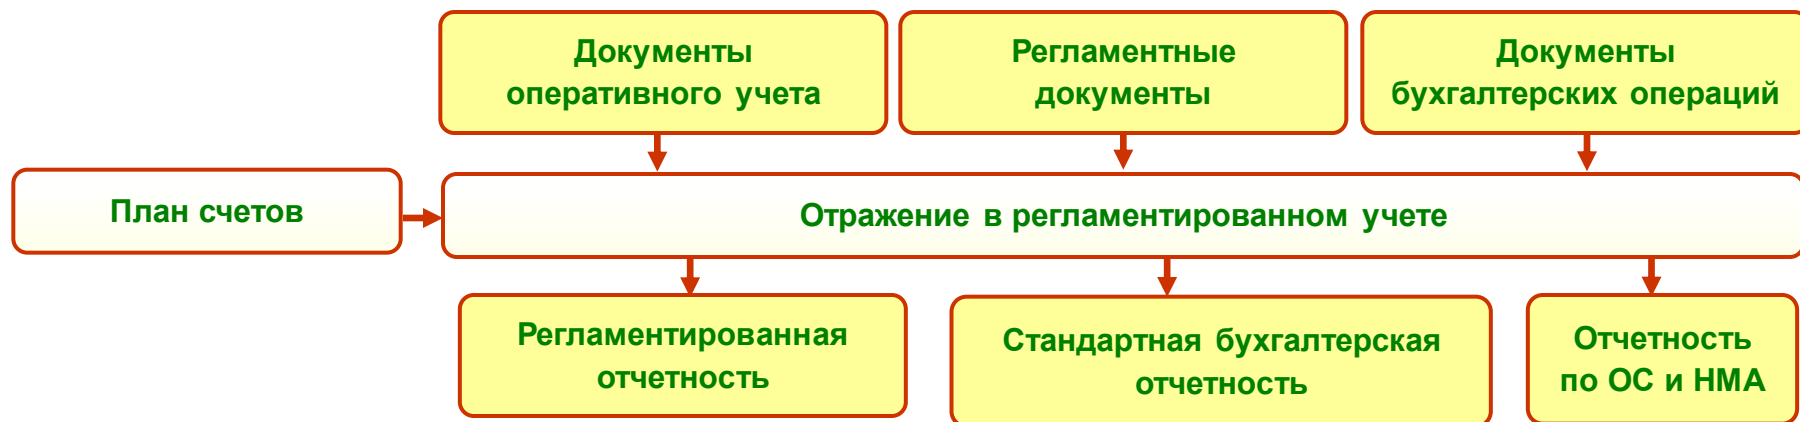 Документы
оперативного учета
Регламентные
документы
Документы
бухгалтерских операций
План счетов
Отражение в регламентированном учете
Регламентированная
отчетность
Стандартная бухгалтерская
отчетность
Отчетность
по ОС и НМА